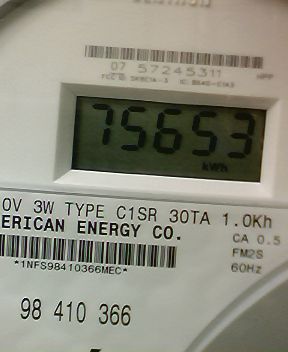 07 57245311
HPP
75653
kWh
0V 3W TYPE C1SR 30TA 1.0Kh
ERICAN ENERGY CO.
CA 0.5
FM2S
60Hz
*1NFS98410366MEC*
98 410 366